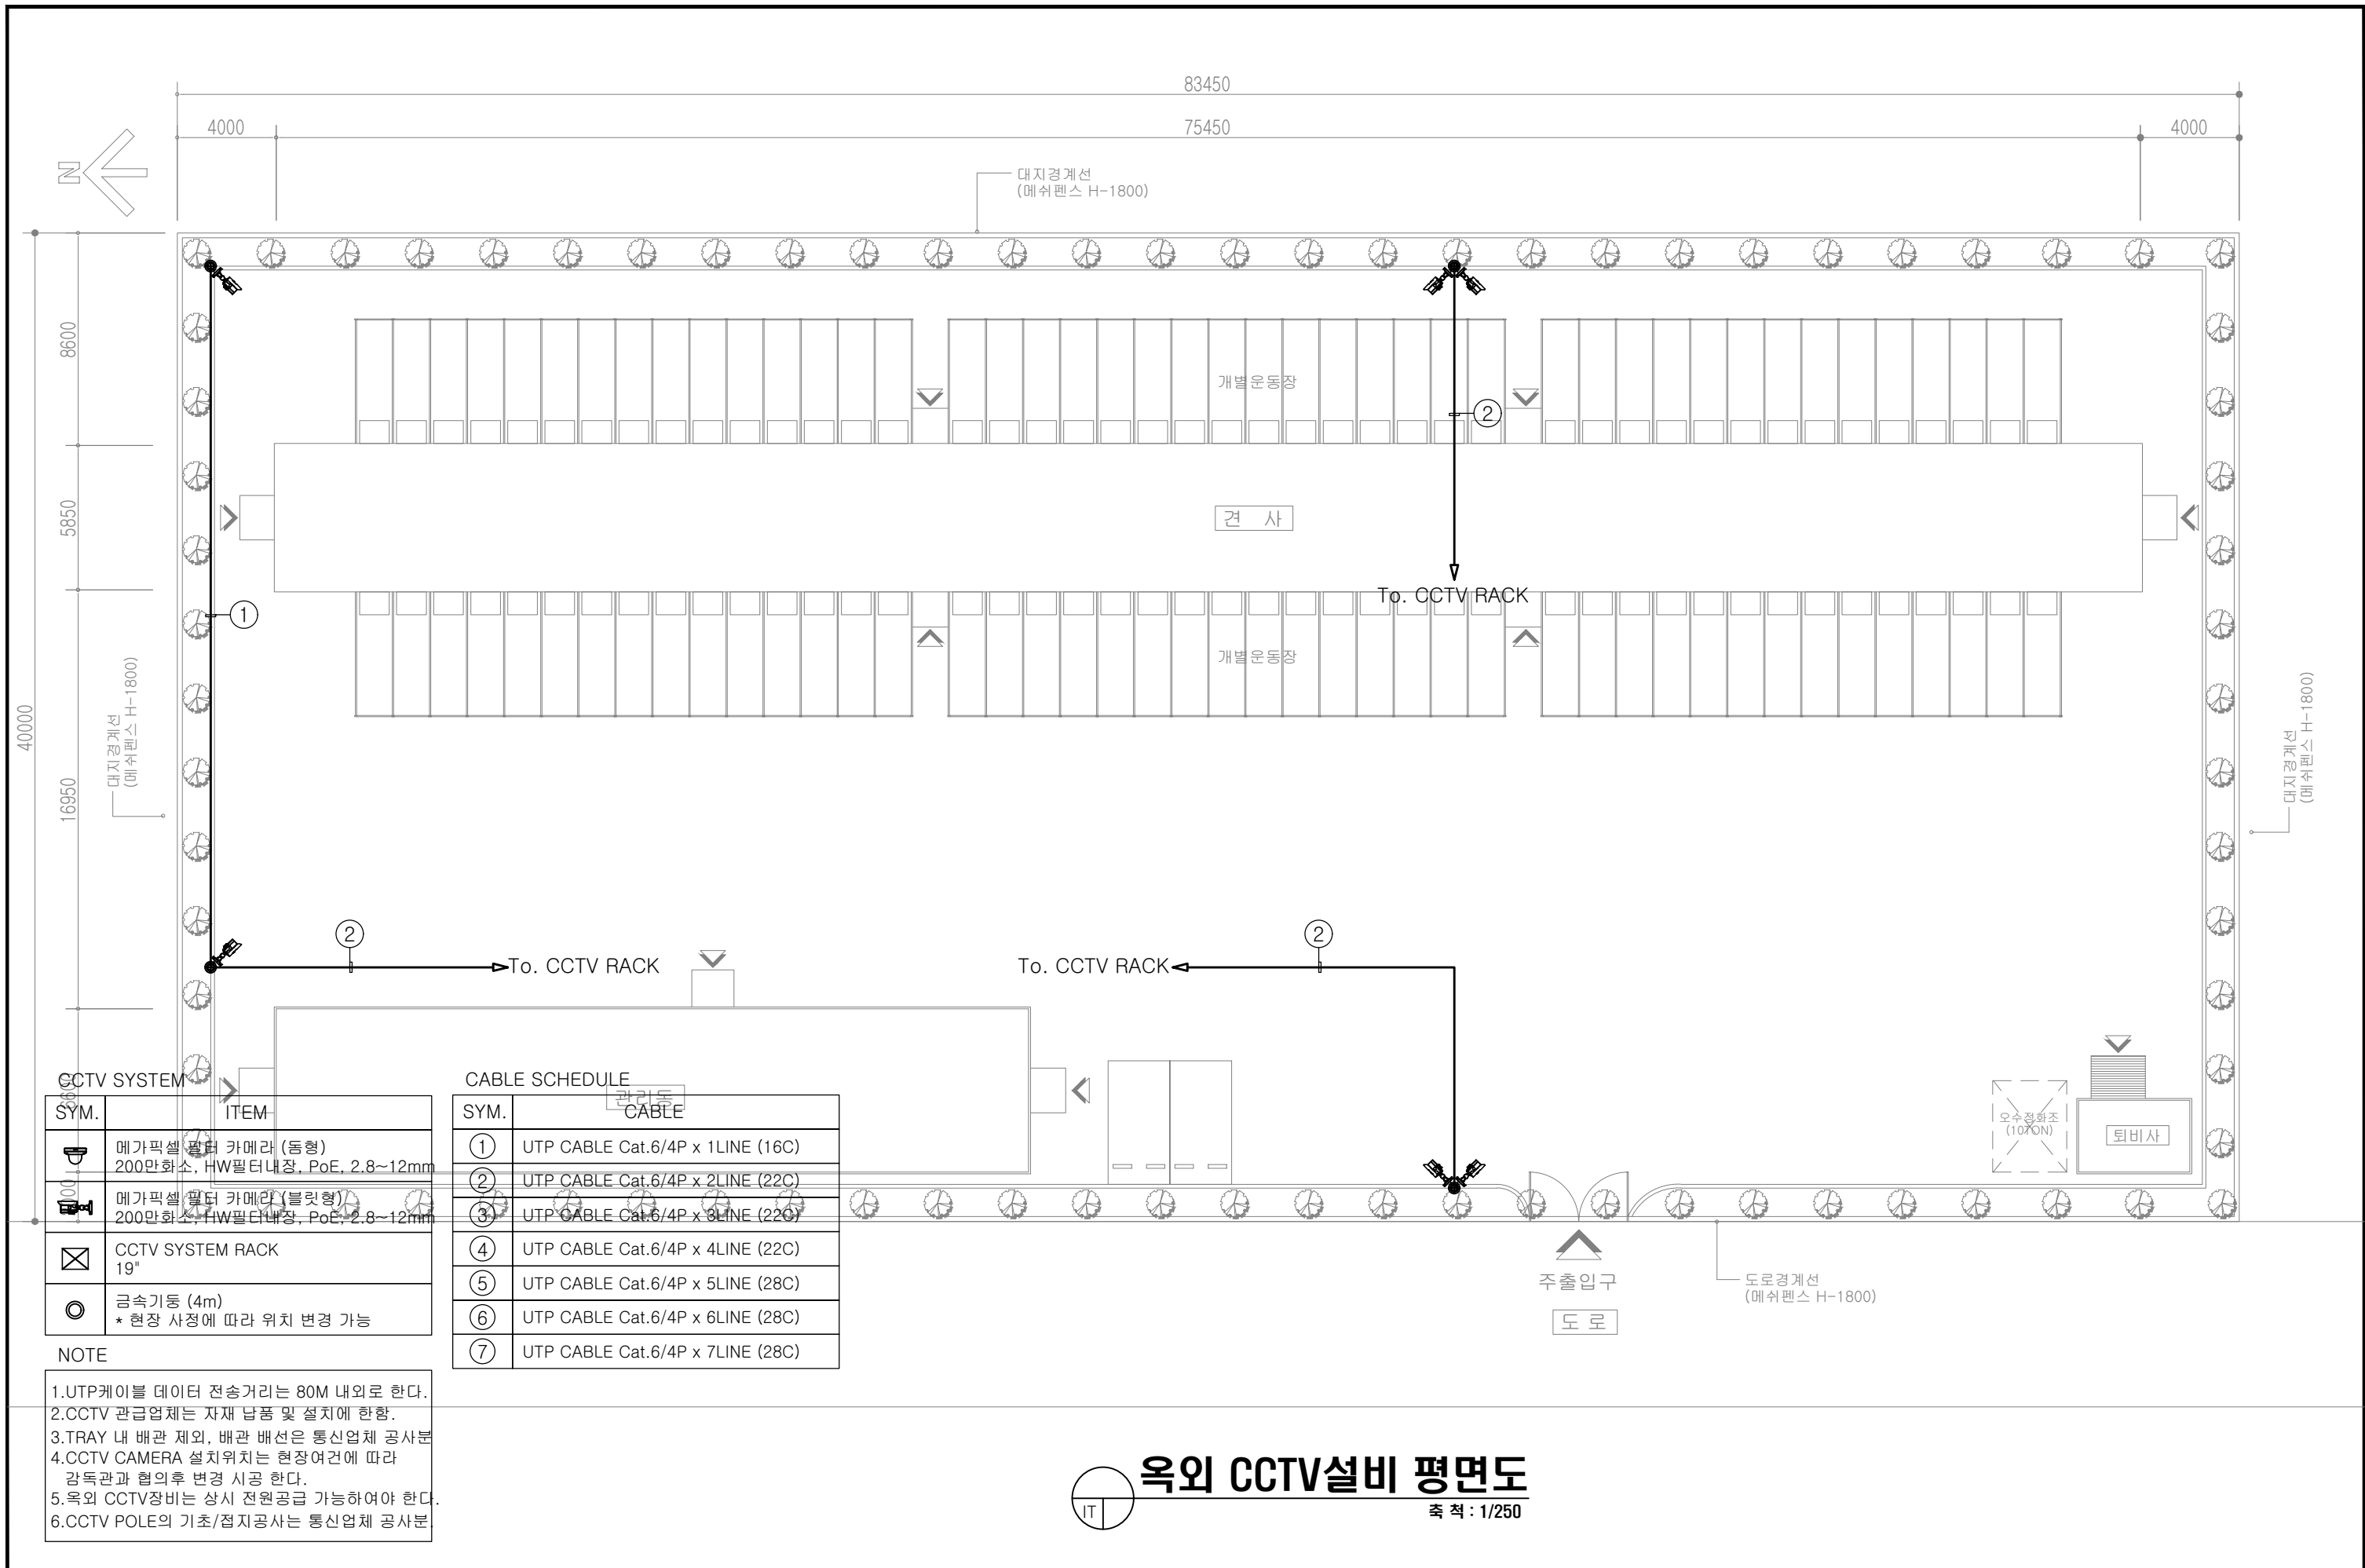 83450
4000
75450
4000
N
대지경계선
(메쉬펜스 H-1800)
8600
5850
16950
40000
6600
개별운동장
2
견 사
To. CCTV RACK
1
개별운동장
대지경계선
(메쉬펜스 H-1800)
대지경계선
(메쉬펜스 H-1800)
2
To. CCTV RACK
2
To. CCTV RACK
관리동
오수정화조
(10TON)
퇴비사
주출입구
도 로
도로경계선
(메쉬펜스 H-1800)
CCTV SYSTEM
SYM. ITEM
메가픽셀 필터 카메라 (돔형)
200만화소, HW필터내장, PoE, 2.8~12mm
메가픽셀 필터 카메라 (블릿형)
200만화소, HW필터내장, PoE, 2.8~12mm
CCTV SYSTEM RACK
19"
금속기둥 (4m)
* 현장 사정에 따라 위치 변경 가능
CABLE SCHEDULE
SYM. CABLE
1 UTP CABLE Cat.6/4P x 1LINE (16C)
2 UTP CABLE Cat.6/4P x 2LINE (22C)
3 UTP CABLE Cat.6/4P x 3LINE (22C)
4 UTP CABLE Cat.6/4P x 4LINE (22C)
5 UTP CABLE Cat.6/4P x 5LINE (28C)
6 UTP CABLE Cat.6/4P x 6LINE (28C)
7 UTP CABLE Cat.6/4P x 7LINE (28C)
NOTE
1.UTP케이블 데이터 전송거리는 80M 내외로 한다.
2.CCTV 관급업체는 자재 납품 및 설치에 한함.
3.TRAY 내 배관 제외, 배관 배선은 통신업체 공사분
4.CCTV CAMERA 설치위치는 현장여건에 따라
감독관과 협의후 변경 시공 한다.
5.옥외 CCTV장비는 상시 전원공급 가능하여야 한다.
6.CCTV POLE의 기초/접지공사는 통신업체 공사분.
IT
옥외 CCTV설비 평면도
축 척 : 1/250